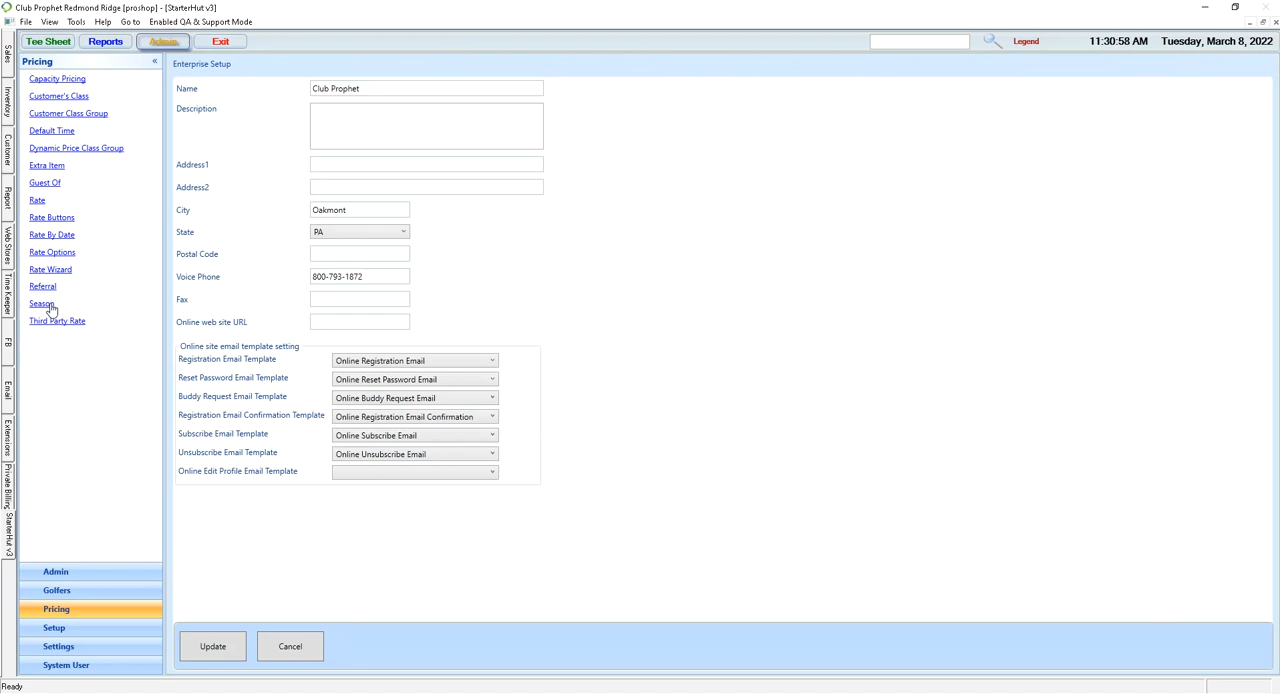 Club Prophet Redmond Ridge [proshop] - [StarterHut v3]
File View Tools Help Go to Enabled QA & Support Mode
Tee Sheet Reports Admin Exit Legend 11:30:58 AM Tuesday, March 8, 2022
Sales
Inventory
Customer
Report
Web Stores
Time Keeper
FB
Email
Extensions
Private Billing
StarterHut v3
Pricing «
Capacity Pricing
Customer's Class
Customer Class Group
Default Time
Dynamic Price Class Group
Extra Item
Guest Of
Rate
Rate Buttons
Rate By Date
Rate Options
Rate Wizard
Referral
Season
Third Party Rate
Admin
Golfers
Pricing
Setup
Settings
System User
Enterprise Setup
Name Club Prophet
Description
Address1
Address2
City Oakmont
State PA
Postal Code
Voice Phone 800-793-1872
Fax
Online web site URL
Online site email template setting
Registration Email Template Online Registration Email
Reset Password Email Template Online Reset Password Email
Buddy Request Email Template Online Buddy Request Email
Registration Email Confirmation Template Online Registration Email Confirmation
Subscribe Email Template Online Subscribe Email
Unsubscribe Email Template Online Unsubscribe Email
Online Edit Profile Email Template
Update Cancel
Ready